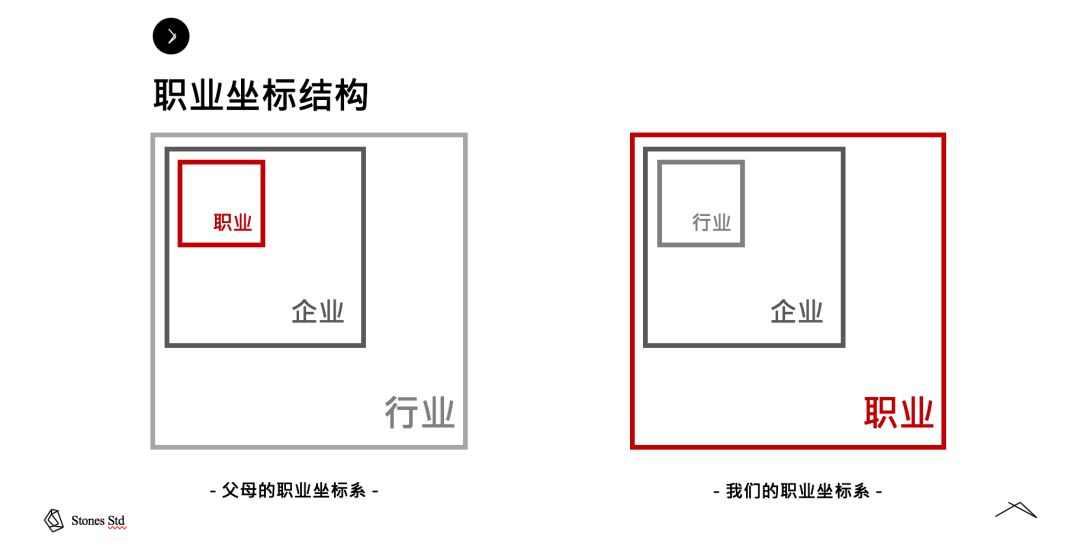 职业坐标结构
职业
企业
行业
- 父母的职业坐标系 -
行业
企业
职业
- 我们的职业坐标系 -
Stones Std